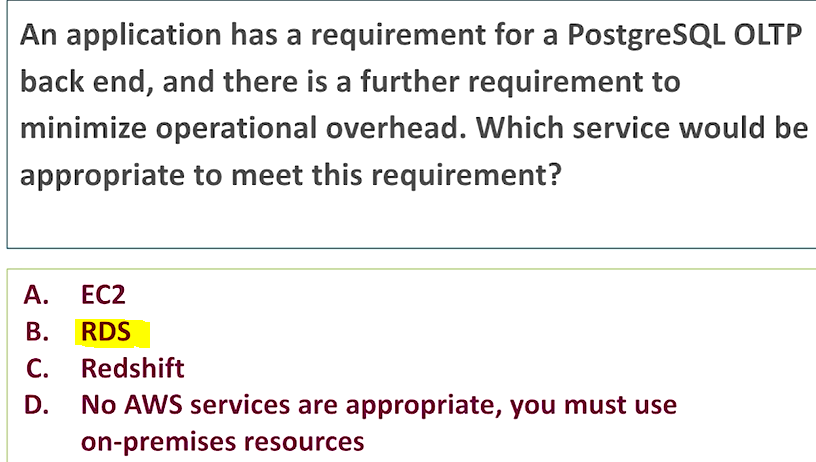 An application has a requirement for a PostgreSQL OLTP
back end, and there is a further requirement to
minimize operational overhead. Which service would be
appropriate to meet this requirement?
A. EC2
B. RDS
C. Redshift
D. No AWS services are appropriate, you must use
on-premises resources